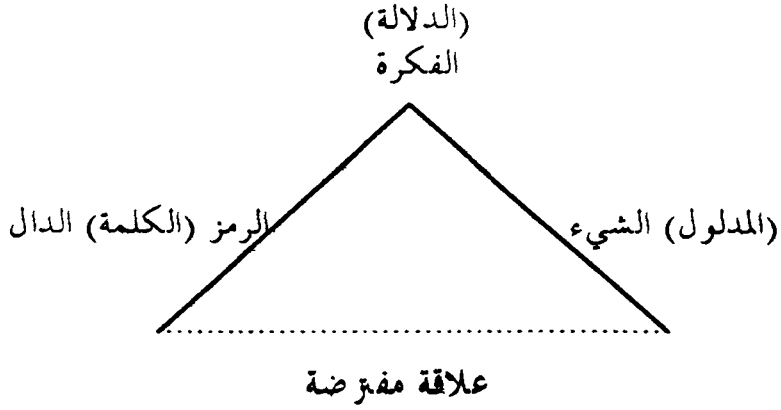 (الدلالة)
الفكرة
(المدلول) الشيء
الرمز (الكلمة) الدال
علاقة مفترضة